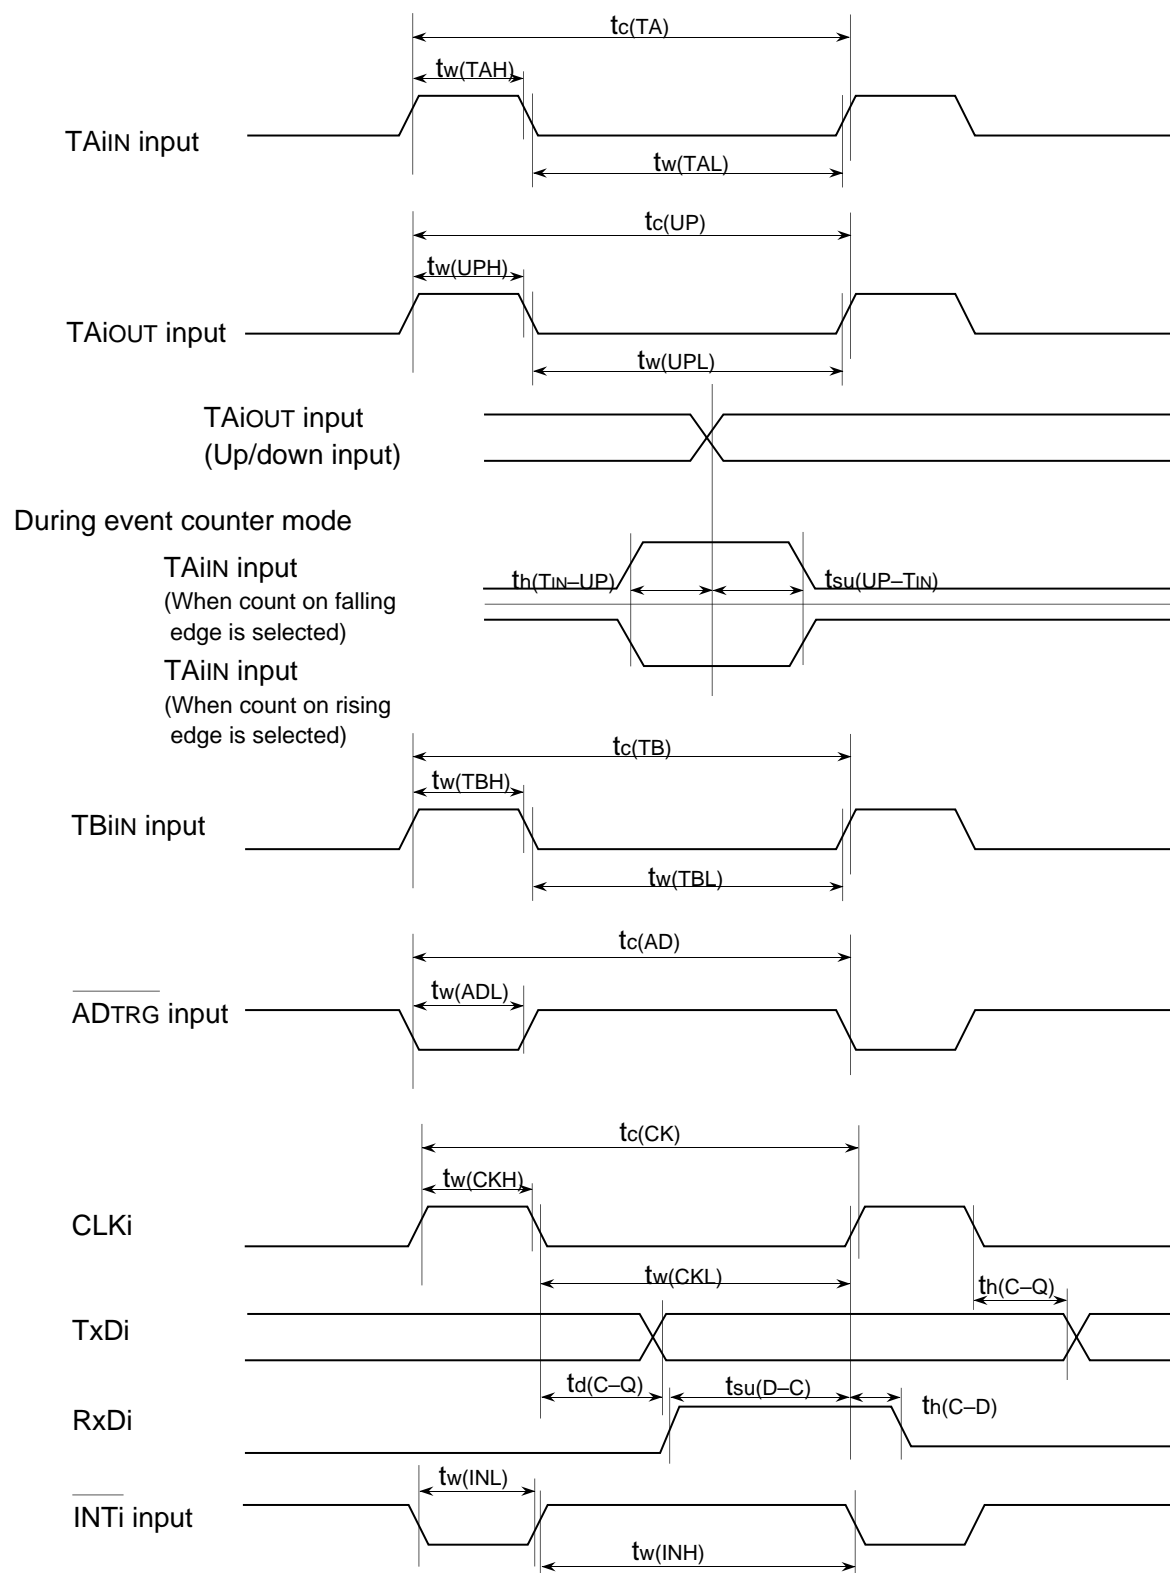 tc(TA)
tw(TAH)
TAiIN input
tw(TAL)
tc(UP)
tw(UPH)
TAiOUT input
tw(UPL)
TAiOUT input
(Up/down input)
During event counter mode
TAiIN input
(When count on falling
edge is selected)
th(TIN–UP)
tsu(UP–TIN)
TAiIN input
(When count on rising
edge is selected)
tc(TB)
tw(TBH)
TBiIN input
tw(TBL)
tc(AD)
tw(ADL)
ADTRG input
tc(CK)
tw(CKH)
CLKi
tw(CKL)
th(C–Q)
TxDi
td(C–Q)
tsu(D–C)
th(C–D)
RxDi
tw(INL)
INTi input
tw(INH)